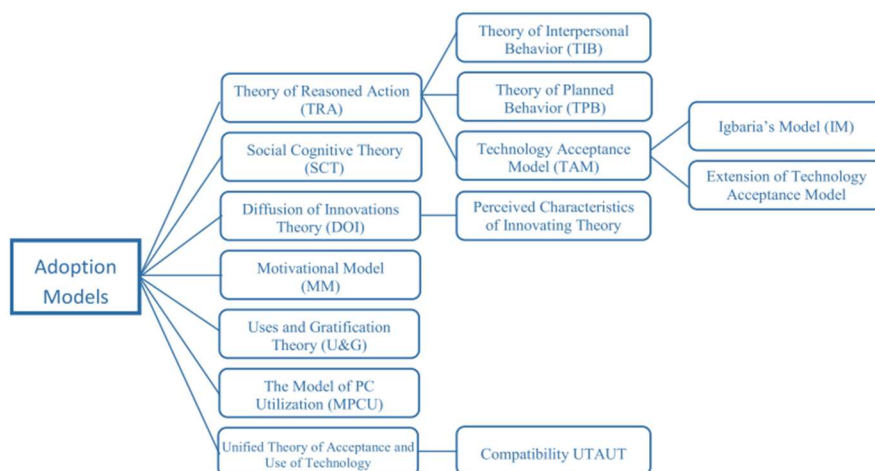 Adoption
Models
Theory of Reasoned Action
(TRA)
Theory of Interpersonal
Behavior (TIB)
Theory of Planned
Behavior (TPB)
Technology Acceptance
Model (TAM)
Igbaria's Model (IM)
Extension of Technology
Acceptance Model
Social Cognitive Theory
(SCT)
Diffusion of Innovations
Theory (DOI)
Perceived Characteristics
of Innovating Theory
Motivational Model
(MM)
Uses and Gratification
Theory (U&G)
The Model of PC
Utilization (MPCU)
Unified Theory of Acceptance and
Use of Technology
Compatibility UTAUT